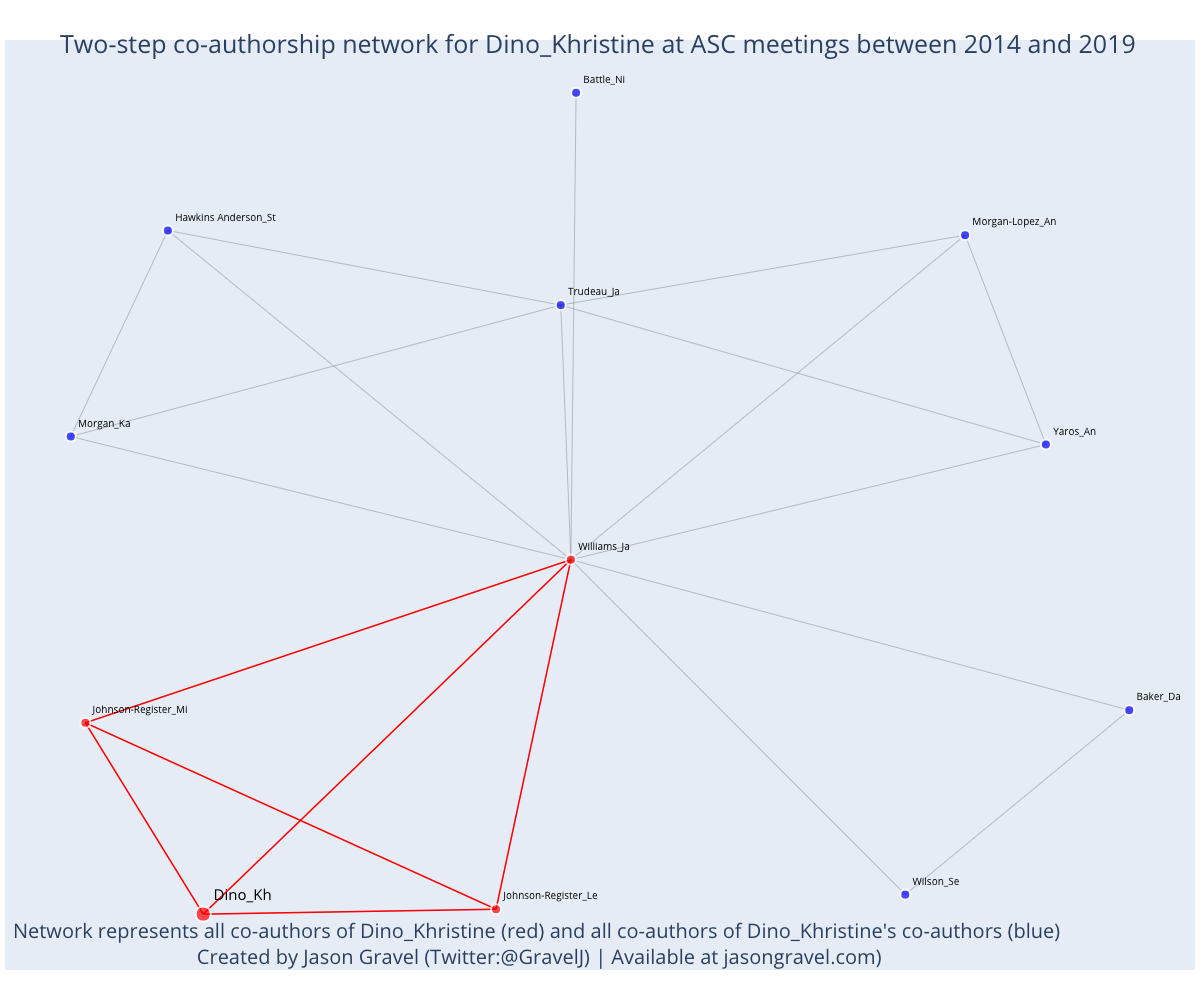 Two-step co-authorship network for Dino_Khristine at ASC meetings between 2014 and 2019
Battle_Ni
Hawkins Anderson_St
Morgan-Lopez_An
Trudeau_Ja
Morgan_Ka
Yaros_An
Williams_Ja
Baker_Da
Johnson-Register_Mi
Wilson_Se
Dino_Kh
Johnson-Register_Le
Network represents all co-authors of Dino_Khristine (red) and all co-authors of Dino_Khristine's co-authors (blue)
Created by Jason Gravel (Twitter:@GravelJ) | Available at jasongravel.com)